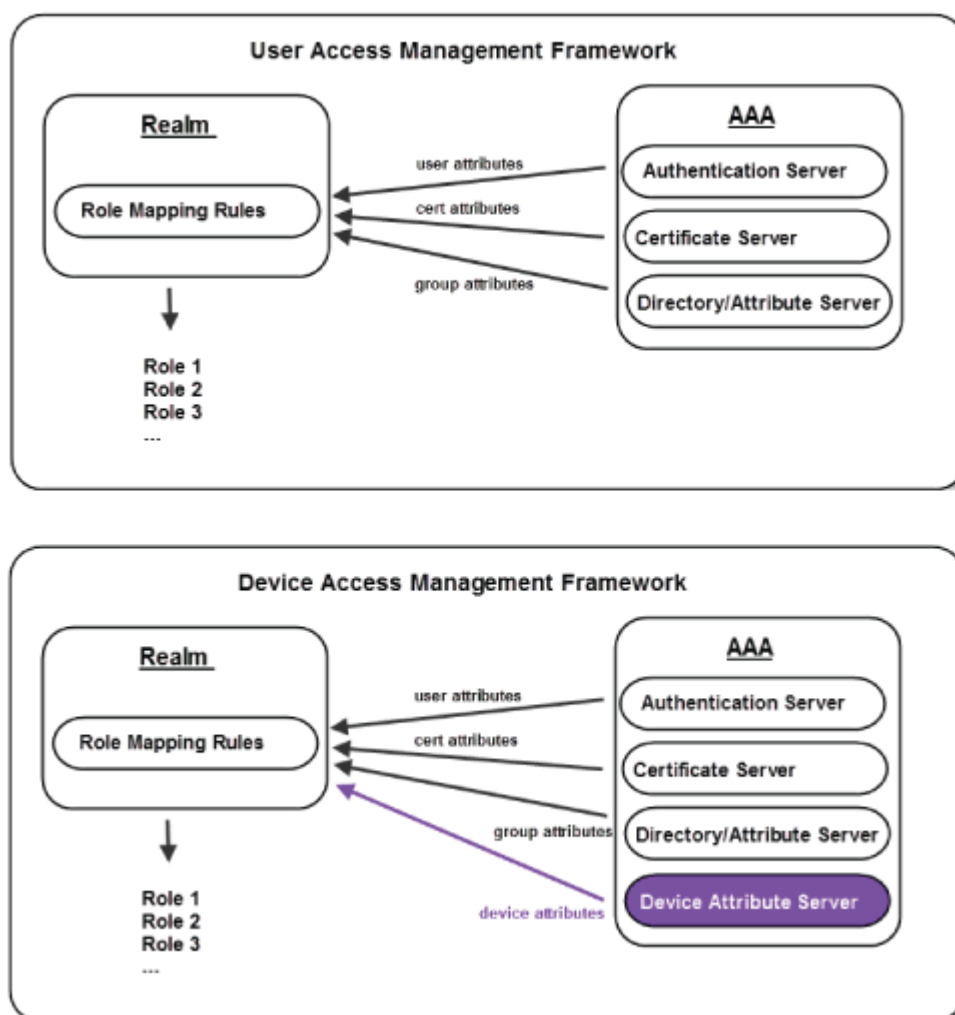 User Access Management Framework
Realm
AAA
user attributes
Authentication Server
Role Mapping Rules
cert attributes
Certificate Server
group attributes
Directory/Attribute Server
Role 1
Role 2
Role 3
---
Device Access Management Framework
Realm
AAA
user attributes
Authentication Server
Role Mapping Rules
cert attributes
Certificate Server
group attributes
Directory/Attribute Server
device attributes
Device Attribute Server
Role 1
Role 2
Role 3
---